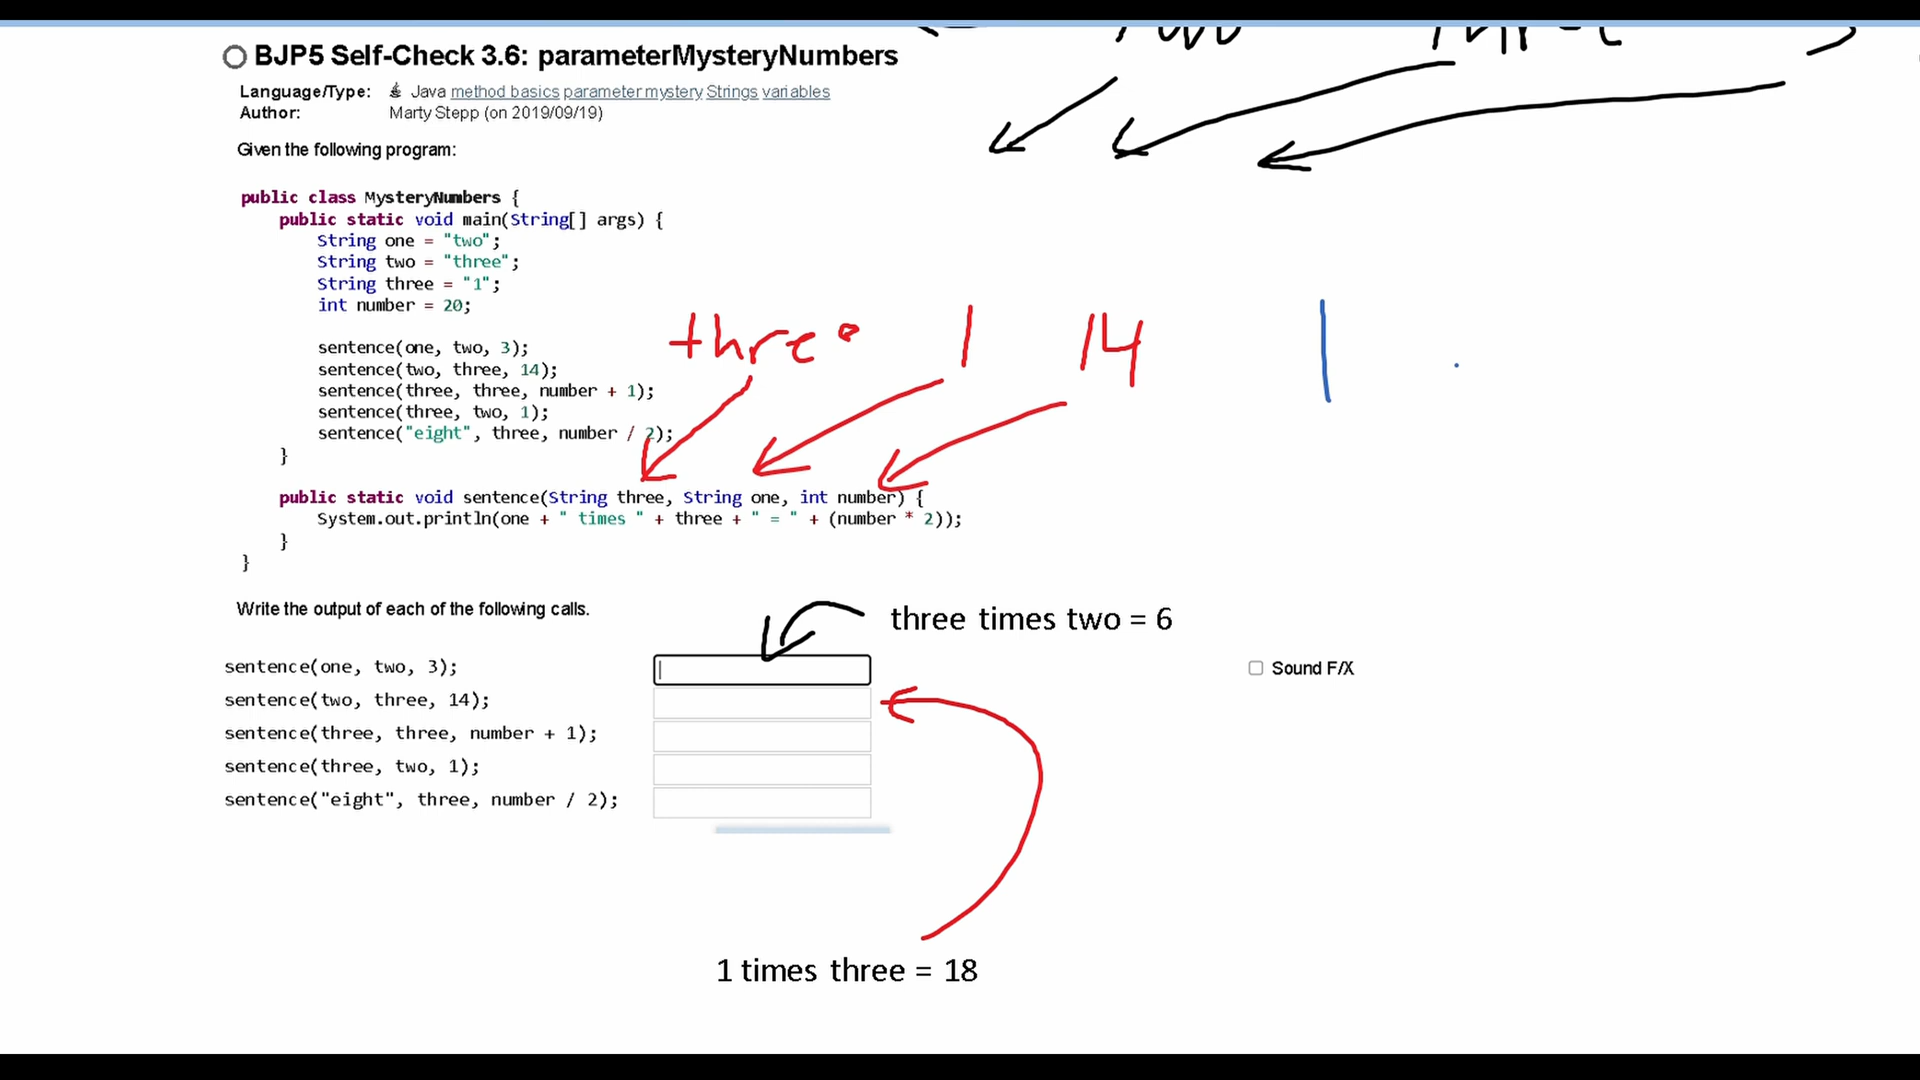 BJP5 Self-Check 3.6: parameterMysteryNumbers
Language/Type: Java method basics parameter mystery Strings variables
Author: Marty Stepp (on 2019/09/19)
Given the following program:
public class MysteryNumbers {
public static void main(String[] args) {
String one = "two";
String two = "three";
String three = "1";
int number = 20;
sentence(one, two, 3);
sentence(two, three, 14);
sentence(three, three, number + 1);
sentence(three, two, 1);
sentence("eight", three, number / 2);
}
three 1 14 1
public static void sentence(String three, String one, int number) {
System.out.println(one + " times " + three + " = " + (number * 2));
}
}
Write the output of each of the following calls.
three times two = 6
sentence(one, two, 3);
Sound F/X
sentence(two, three, 14);
sentence(three, three, number + 1);
sentence(three, two, 1);
sentence("eight", three, number / 2);
1 times three = 18